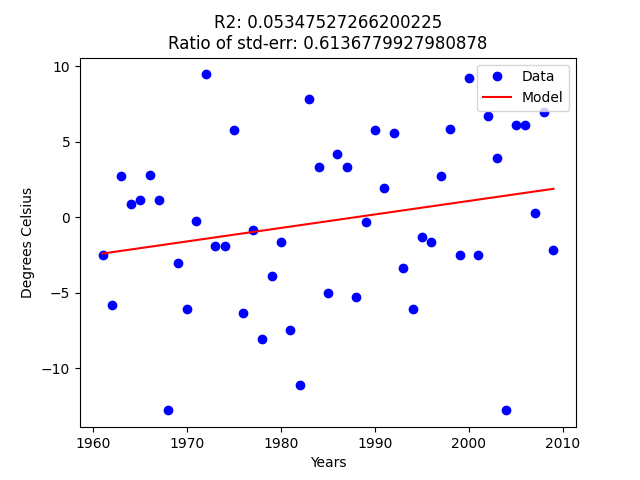 R2: 0.05347527266200225
Ratio of std-err: 0.6136779927980878
Data
Model
10
5
0
−5
−10
Degrees Celsius
1960
1970
1980
1990
2000
2010
Years